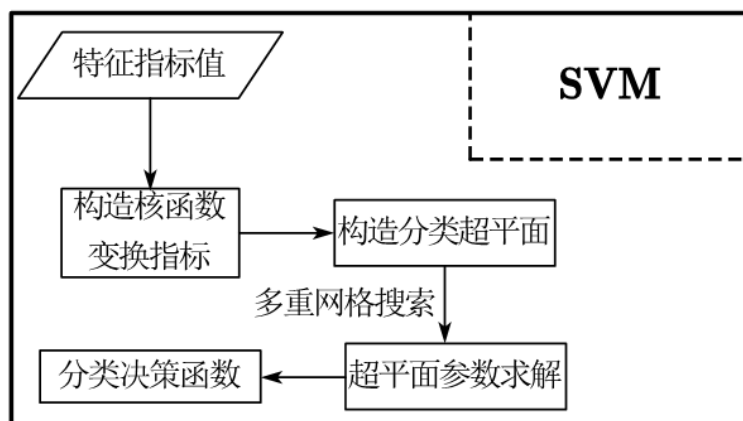 特征指标值
SVM
构造核函数
变换指标
构造分类超平面
多重网格搜索
超平面参数求解
分类决策函数